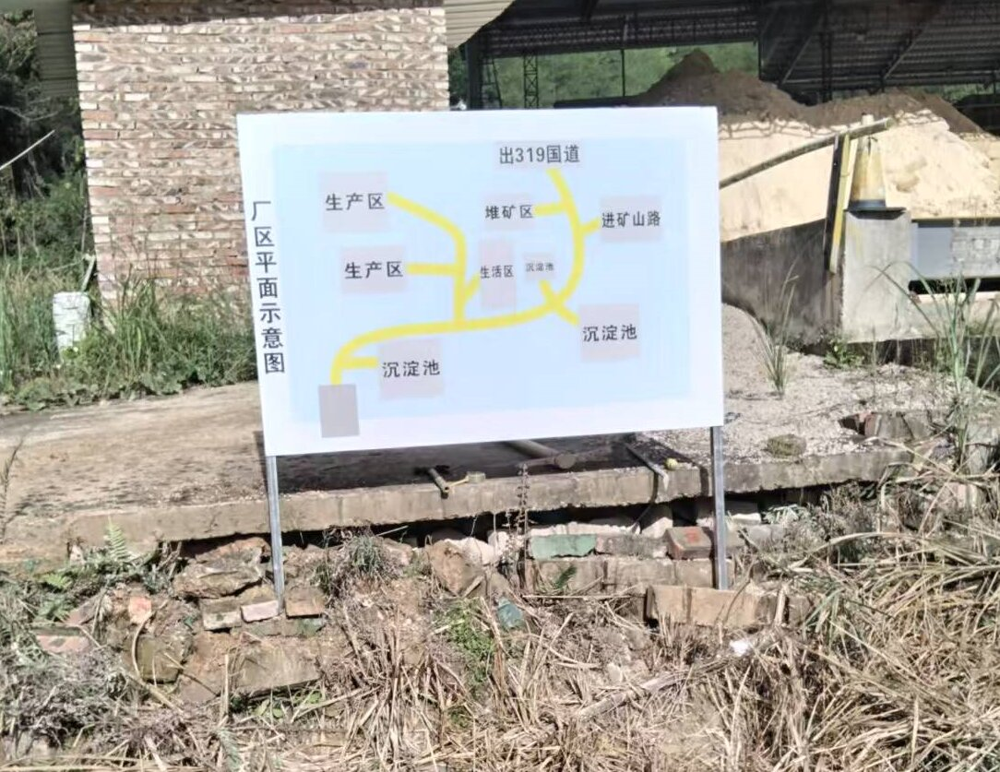 厂区平面示意图
出319国道
生产区
堆矿区
进矿山路
生产区
生活区
沉淀池
沉淀池
沉淀池